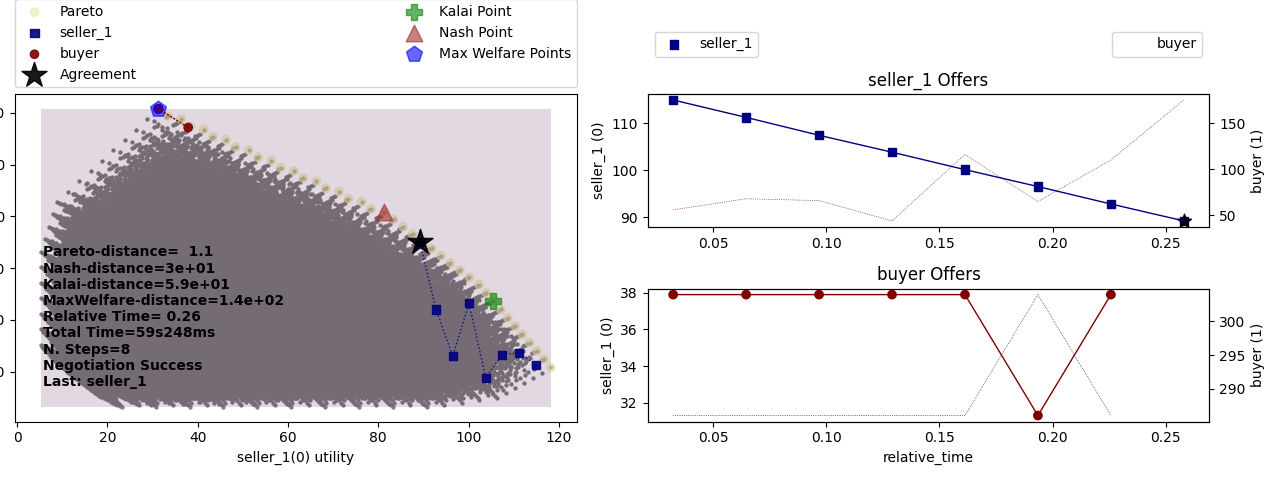 Pareto
seller_1
buyer
Agreement
Kalai Point
Nash Point
Max Welfare Points
Pareto-distance= 1.1
Nash-distance=3e+01
Kalai-distance=5.9e+01
MaxWelfare-distance=1.4e+02
Relative Time= 0.26
Total Time=59s248ms
N. Steps=8
Negotiation Success
Last: seller_1
0 20 40 60 80 100 120
seller_1(0) utility
seller_1
buyer
seller_1 Offers
seller_1 (0)
110
100
90
150
100
50
buyer (1)
0.05 0.10 0.15 0.20 0.25
buyer Offers
seller_1 (0)
38
36
34
32
300
295
290
buyer (1)
0.05 0.10 0.15 0.20 0.25
relative_time